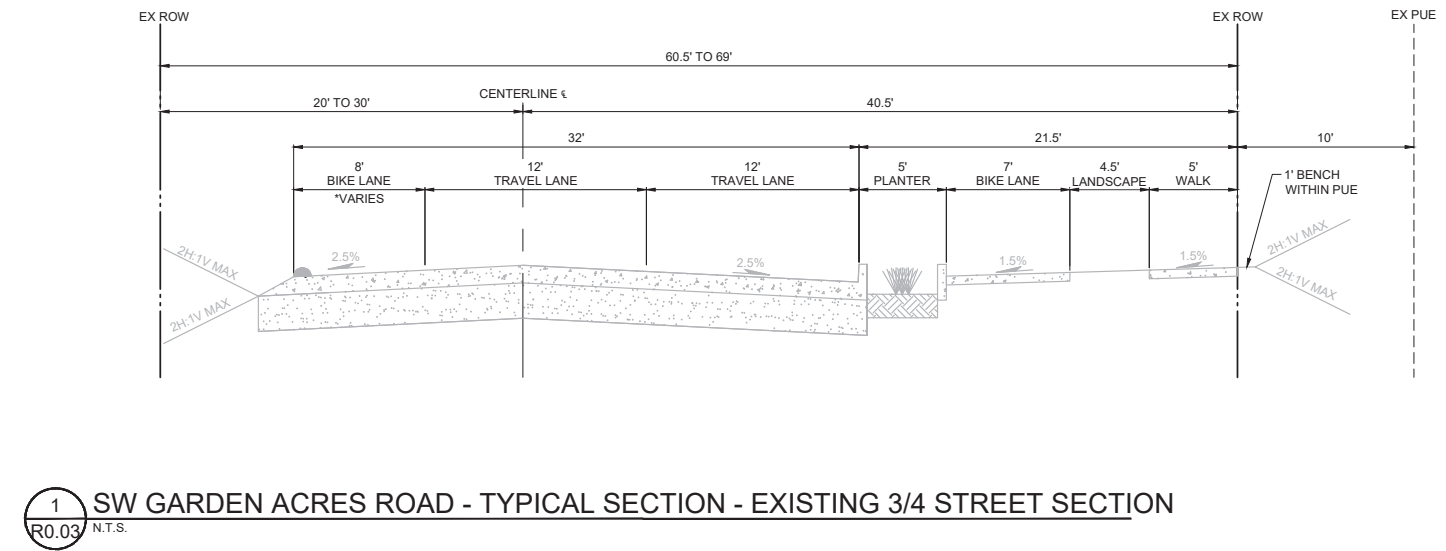 EX ROW
EX ROW
EX PUE
60.5' TO 69'
20' TO 30'
CENTERLINE ℄
40.5'
32'
21.5'
10'
8'
BIKE LANE
*VARIES
12'
TRAVEL LANE
12'
TRAVEL LANE
5'
PLANTER
7'
BIKE LANE
4.5'
LANDSCAPE
5'
WALK
1' BENCH
WITHIN PUE
2H:1V MAX
2H:1V MAX
2.5%
2.5%
1.5%
1.5%
2H:1V MAX
2H:1V MAX
1
R0.03
SW GARDEN ACRES ROAD - TYPICAL SECTION - EXISTING 3/4 STREET SECTION
N.T.S.